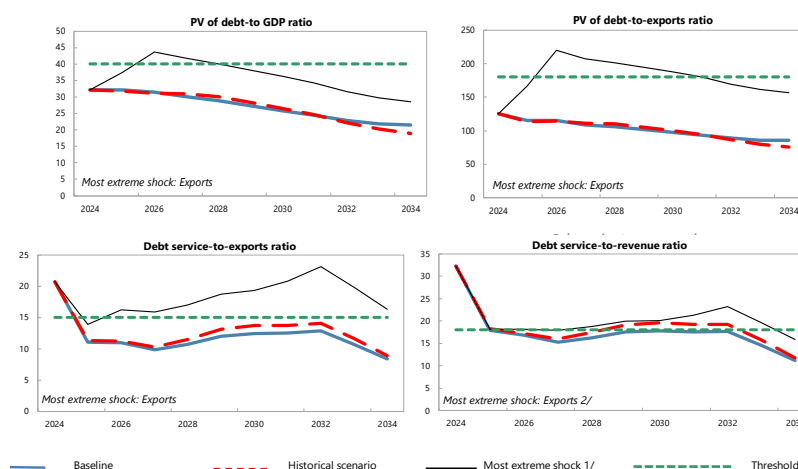 PV of debt-to GDP ratio
50
45
40
35
30
25
20
15
10
5
0
Most extreme shock: Exports
2024 2026 2028 2030 2032 2034
PV of debt-to-exports ratio
250
200
150
100
50
0
Most extreme shock: Exports
2024 2026 2028 2030 2032 2034
Debt service-to-exports ratio
25
20
15
10
5
0
Most extreme shock: Exports
2024 2026 2028 2030 2032 2034
Debt service-to-revenue ratio
35
30
25
20
15
10
5
0
Most extreme shock: Exports 2/
2024 2026 2028 2030 2032
Baseline Historical scenario Most extreme shock 1/ Threshold